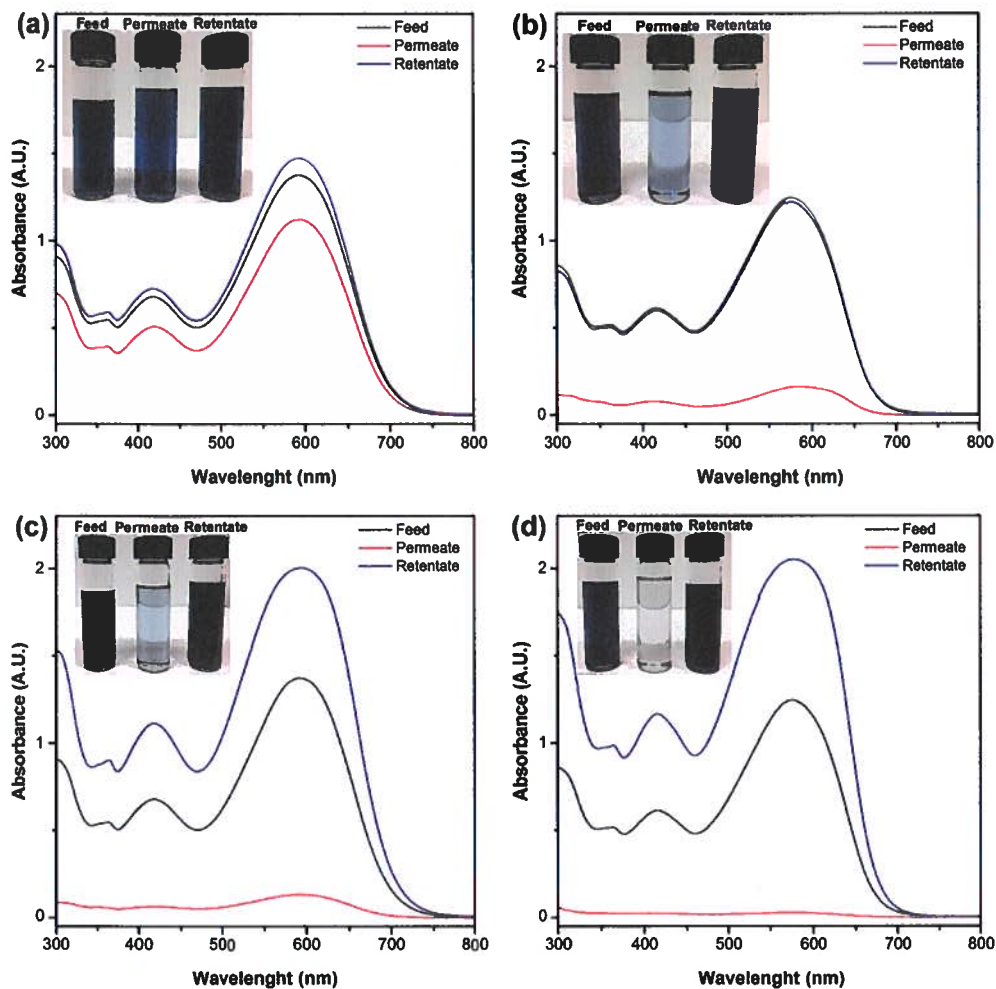 (a)
Feed Permeate Retentate
Feed
Permeate
Retentate
2
1
0
Absorbance (A.U.)
300 400 500 600 700 800
Wavelenght (nm)
(b)
Feed Permeate Retentate
Feed
Permeate
Retentate
2
1
0
Absorbance (A.U.)
300 400 500 600 700 800
Wavelenght (nm)
(c)
Feed Permeate Retentate
Feed
Permeate
Retentate
2
1
0
Absorbance (A.U.)
300 400 500 600 700 800
Wavelenght (nm)
(d)
Feed Permeate Retentate
Feed
Permeate
Retentate
2
1
0
Absorbance (A.U.)
300 400 500 600 700 800
Wavelenght (nm)